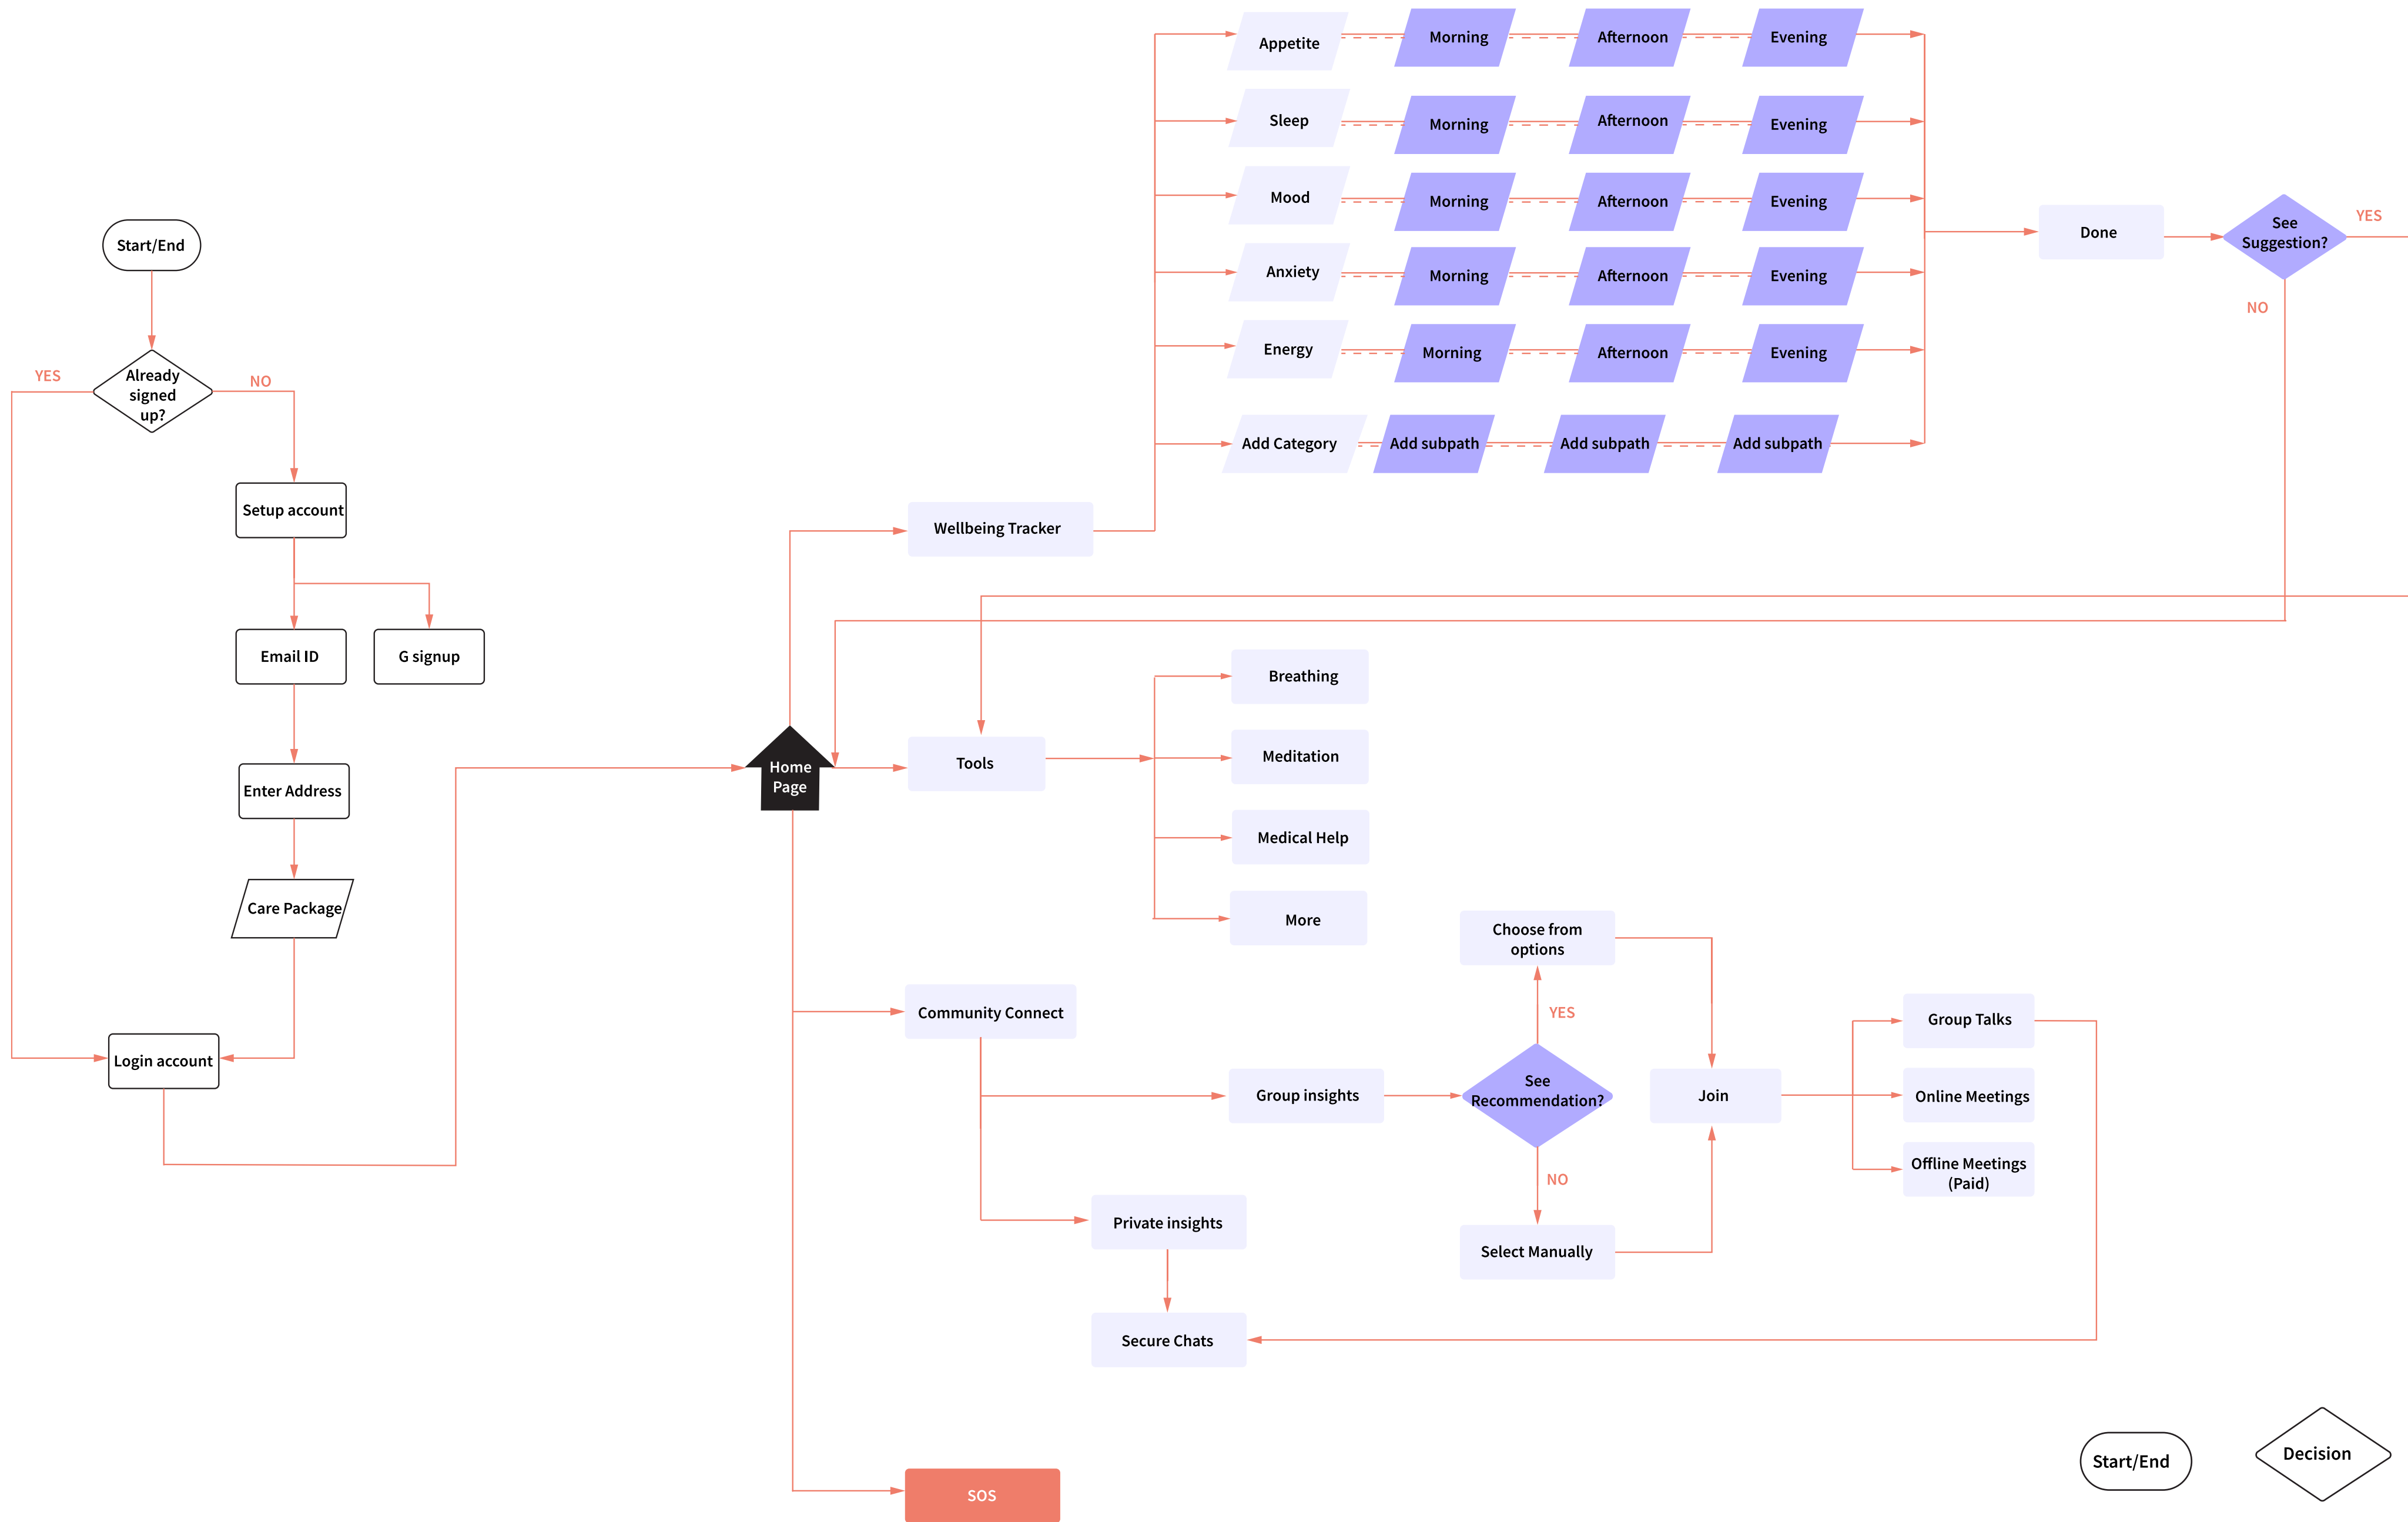 Start/End
Already
signed
up?
YES
NO
Setup account
Email ID
G signup
Enter Address
Care Package
Login account
Home
Page
Wellbeing Tracker
Appetite
Morning
Afternoon
Evening
Sleep
Morning
Afternoon
Evening
Mood
Morning
Afternoon
Evening
Anxiety
Morning
Afternoon
Evening
Energy
Morning
Afternoon
Evening
Add Category
Add subpath
Add subpath
Add subpath
Done
See
Suggestion?
YES
NO
Tools
Breathing
Meditation
Medical Help
More
Community Connect
Group insights
See
Recommendation?
YES
Choose from
options
NO
Select Manually
Join
Group Talks
Online Meetings
Offline Meetings
(Paid)
Private insights
Secure Chats
SOS
Start/End
Decision